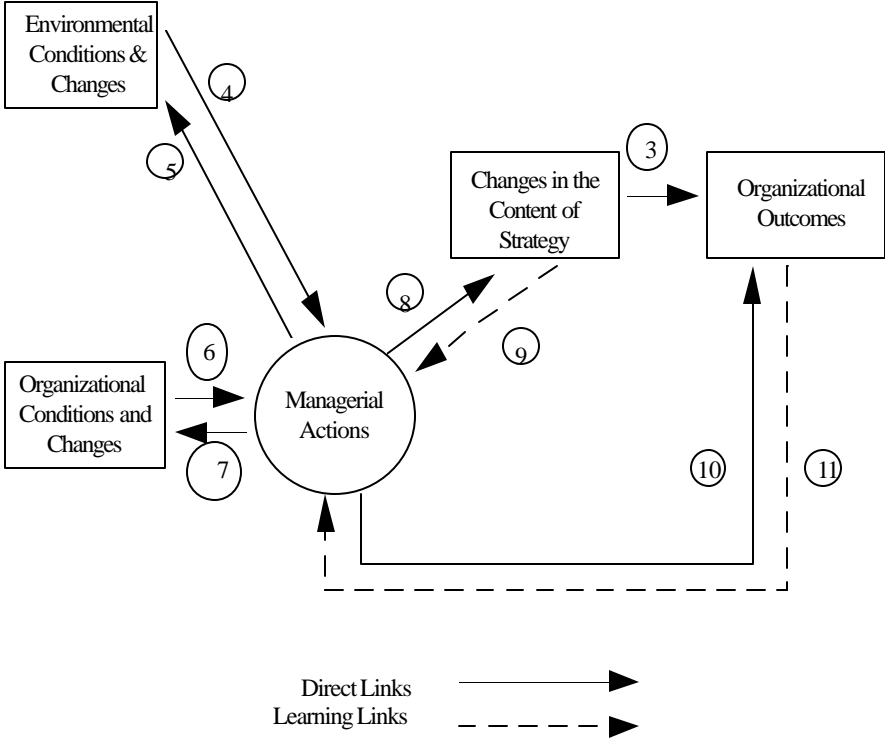 Environmental
Conditions &
Changes
4
5
3
Changes in the
Content of
Strategy
Organizational
Outcomes
8
9
6
Organizational
Conditions and
Changes
7
Managerial
Actions
10
11
Direct Links
Learning Links